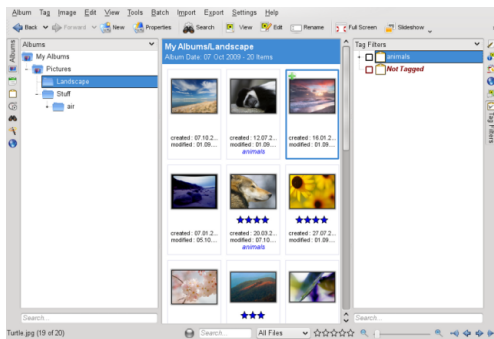 Album Tag Image Edit View Tools Batch Import Export Settings Help
Back Forward New Properties Search View Edit Rename Full Screen Slideshow
Albums
Albums
My Albums
Pictures
Landscape
Stuff
air
Search...
My Albums/Landscape
Album Date: 07 Oct 2009 - 20 Items
created : 07.10.2...
modified : 01.09....
created : 12.07.2...
modified : 01.09....
animals
created : 16.01.2...
modified : 01.09....
created : 07.01.2...
modified : 05.10....
created : 20.03.2...
modified : 07.10....
animals
created : 27.07.2...
modified : 01.09....
Tag Filters
animals
Not Tagged
Tag Filters
Search...
Turtle.jpg (19 of 20)
Search...
All Files